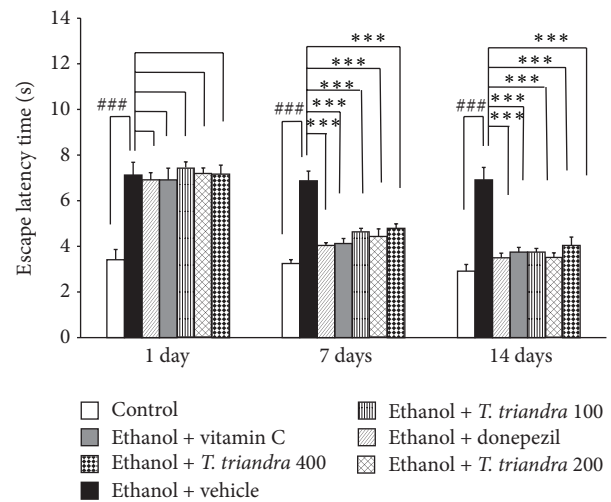 14
12
10
8
6
4
2
0
Escape latency time (s)
###
###
***
***
***
***
***
###
***
***
***
***
***
1 day
7 days
14 days
Control
Ethanol + vitamin C
Ethanol + T. triandra 400
Ethanol + vehicle
Ethanol + T. triandra 100
Ethanol + donepezil
Ethanol + T. triandra 200